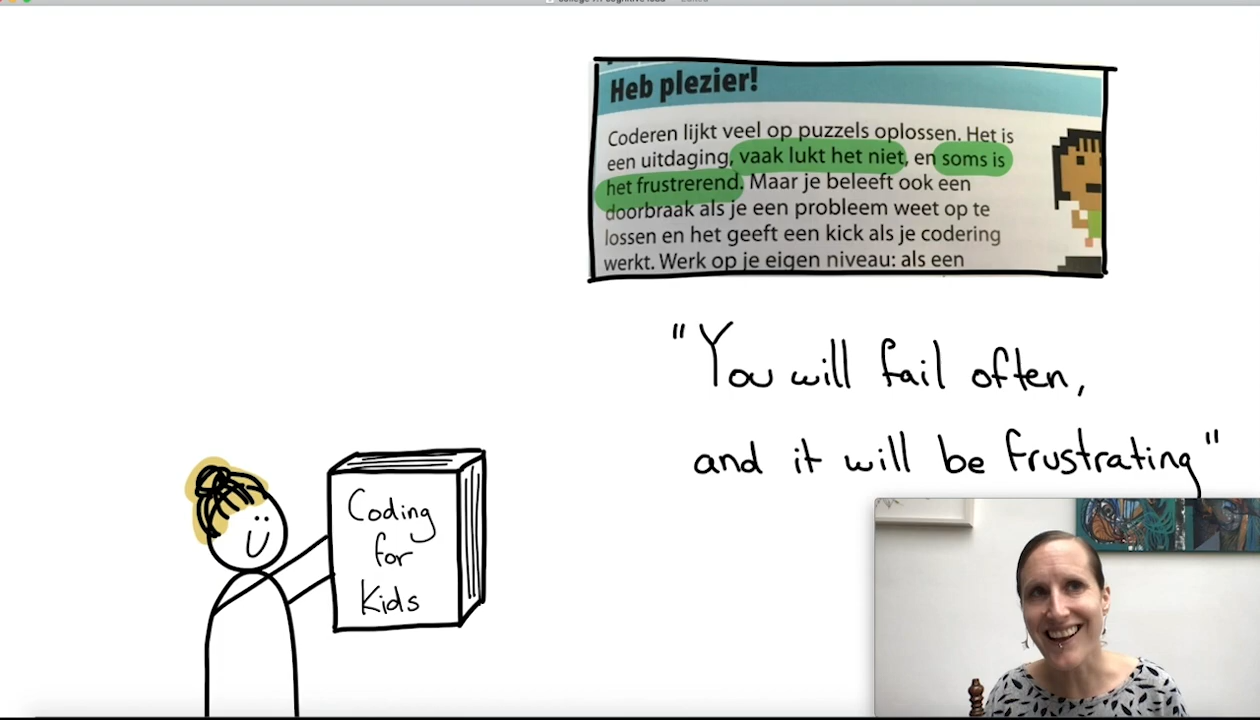 Heb plezier!
Coderen lijkt veel op puzzels oplossen. Het is
een uitdaging, vaak lukt het niet, en soms is
het frustrerend. Maar je beleeft ook een
doorbraak als je een probleem weet op te
lossen en het geeft een kick als je codering
werkt. Werk op je eigen niveau: als een
"You will fail often,
and it will be frustrating"
Coding
for
Kids